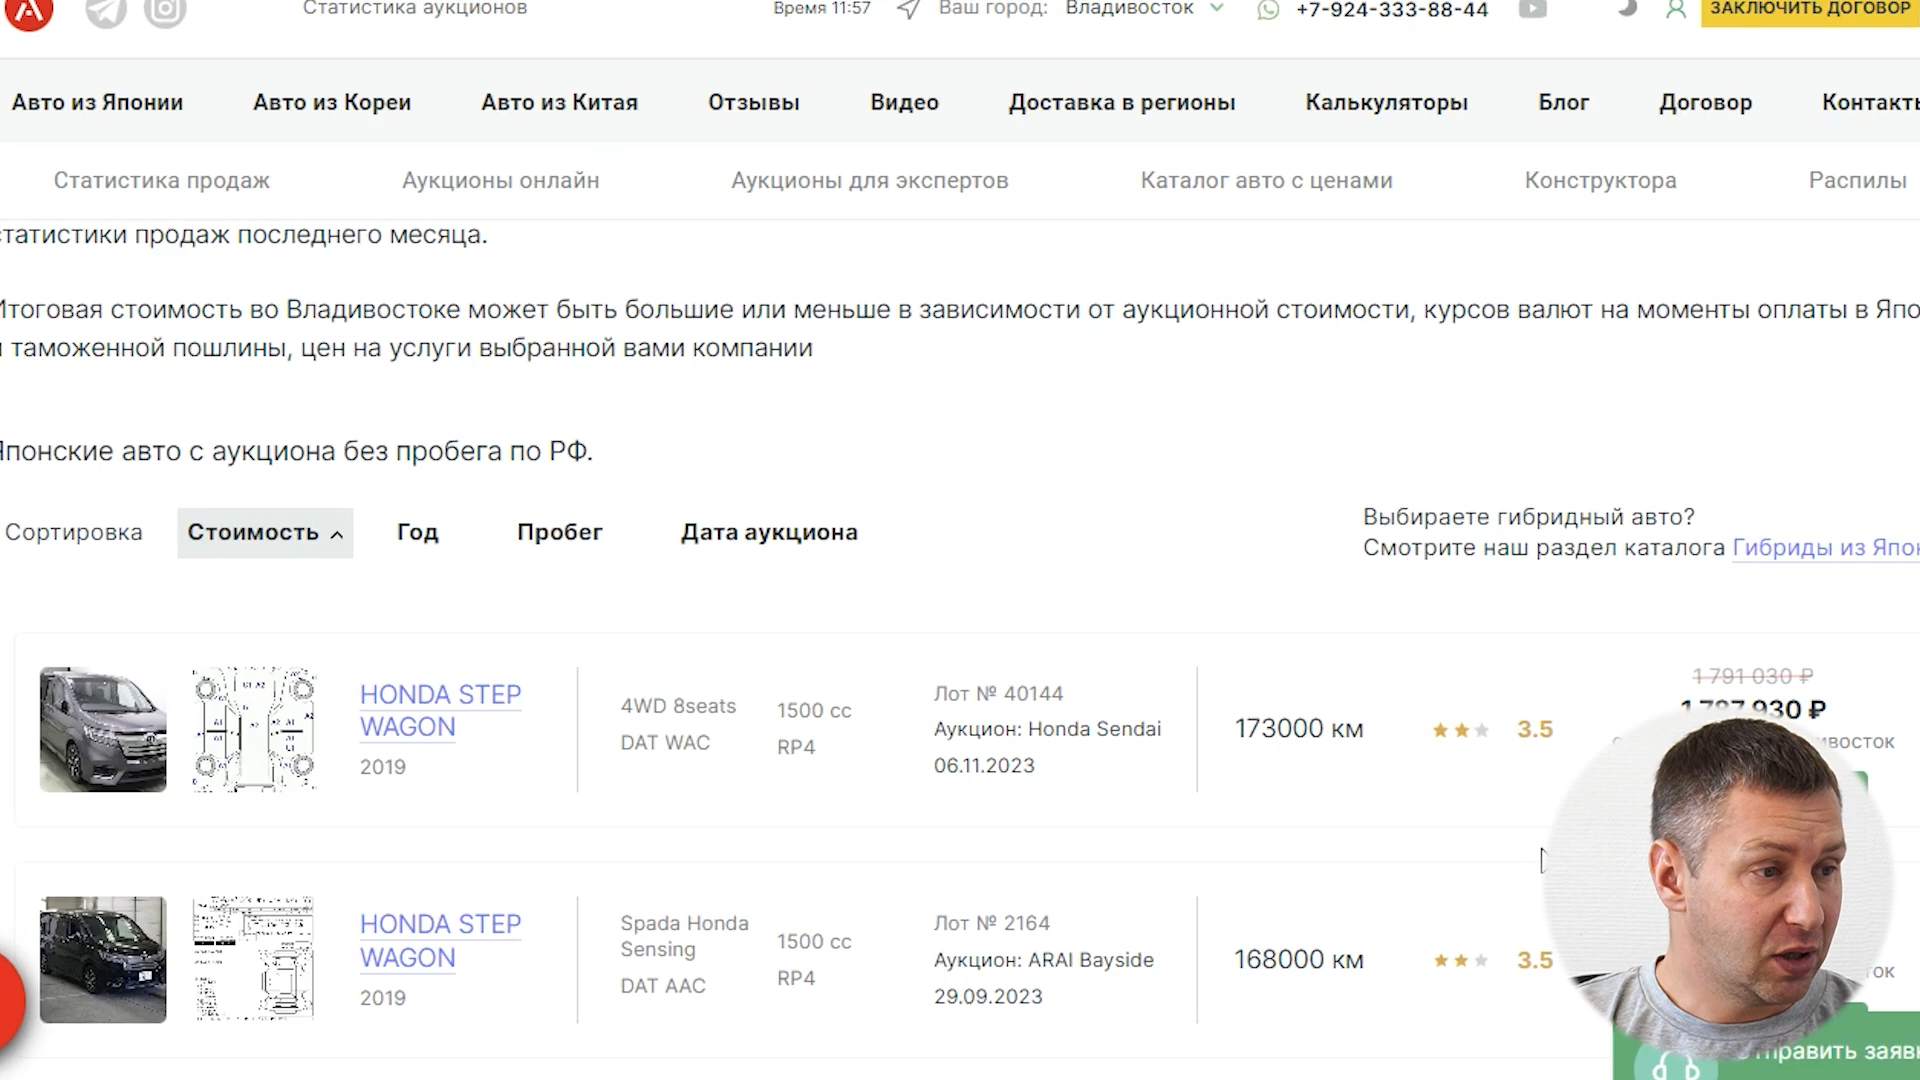 Статистика аукционов
Время 11:57
Ваш город: Владивосток
+7-924-333-88-44
ЗАКЛЮЧИТЬ ДОГОВОР
Авто из Японии
Авто из Кореи
Авто из Китая
Отзывы
Видео
Доставка в регионы
Калькуляторы
Блог
Договор
Контакты
Статистика продаж
Аукционы онлайн
Аукционы для экспертов
Каталог авто с ценами
Конструктора
Распилы
статистики продаж последнего месяца.
Итоговая стоимость во Владивостоке может быть большие или меньше в зависимости от аукционной стоимости, курсов валют на моменты оплаты в Япо
и таможенной пошлины, цен на услуги выбранной вами компании
Японские авто с аукциона без пробега по РФ.
Сортировка
Стоимость
Год
Пробег
Дата аукциона
Выбираете гибридный авто?
Смотрите наш раздел каталога Гибриды из Япон
HONDA STEP
WAGON
2019
4WD 8seats
DAT WAC
1500 cc
RP4
Лот № 40144
Аукцион: Honda Sendai
06.11.2023
173000 км
3.5
1 791 030 ₽
HONDA STEP
WAGON
2019
Spada Honda
Sensing
DAT AAC
1500 cc
RP4
Лот № 2164
Аукцион: ARAI Bayside
29.09.2023
168000 км
3.5